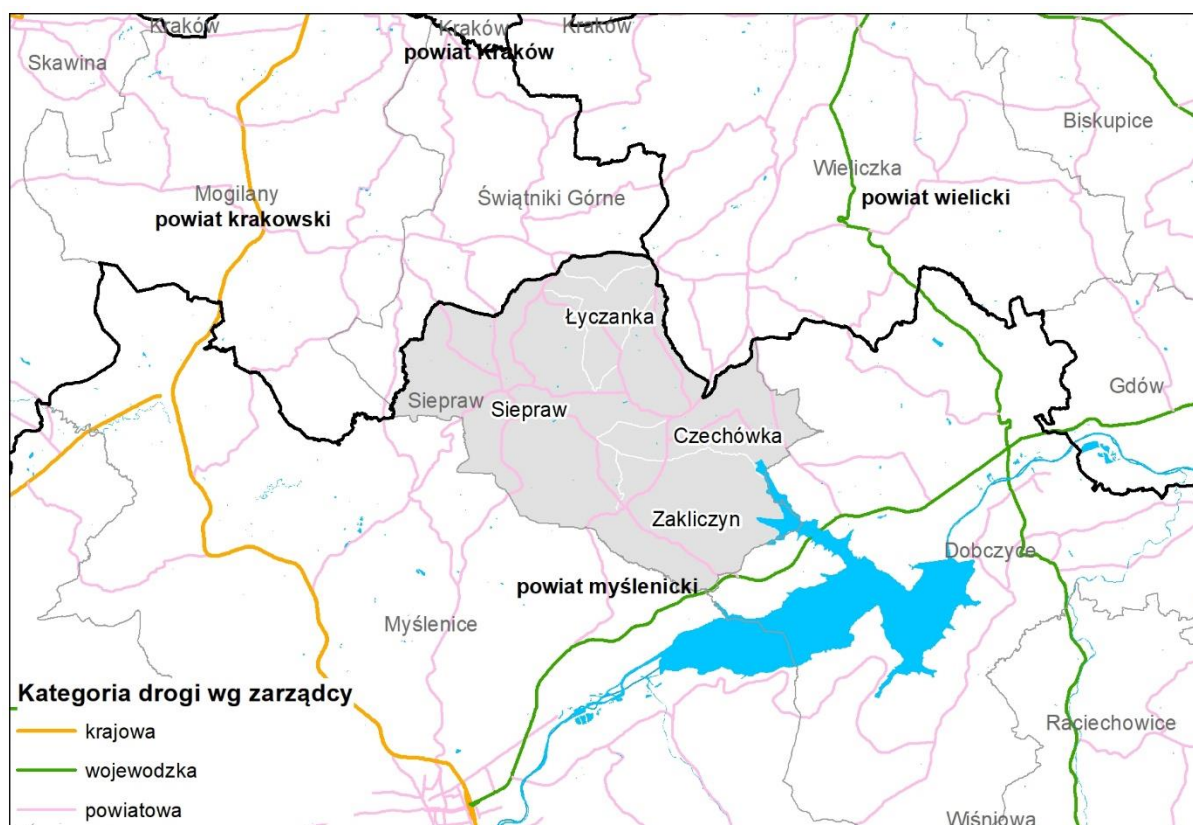 Kraków
Kraków
Kraków
powiat Kraków
Skawina
Biskupice
Wieliczka
Mogilany
Świątniki Górne
powiat wielicki
powiat krakowski
Łyczanka
Gdów
Siepraw
Siepraw
Czechówka
Zakliczyn
Dobczyce
powiat myślenicki
Myślenice
Raciechowice
Wiśniowa
Kategoria drogi wg zarządcy
krajowa
wojewodzka
powiatowa